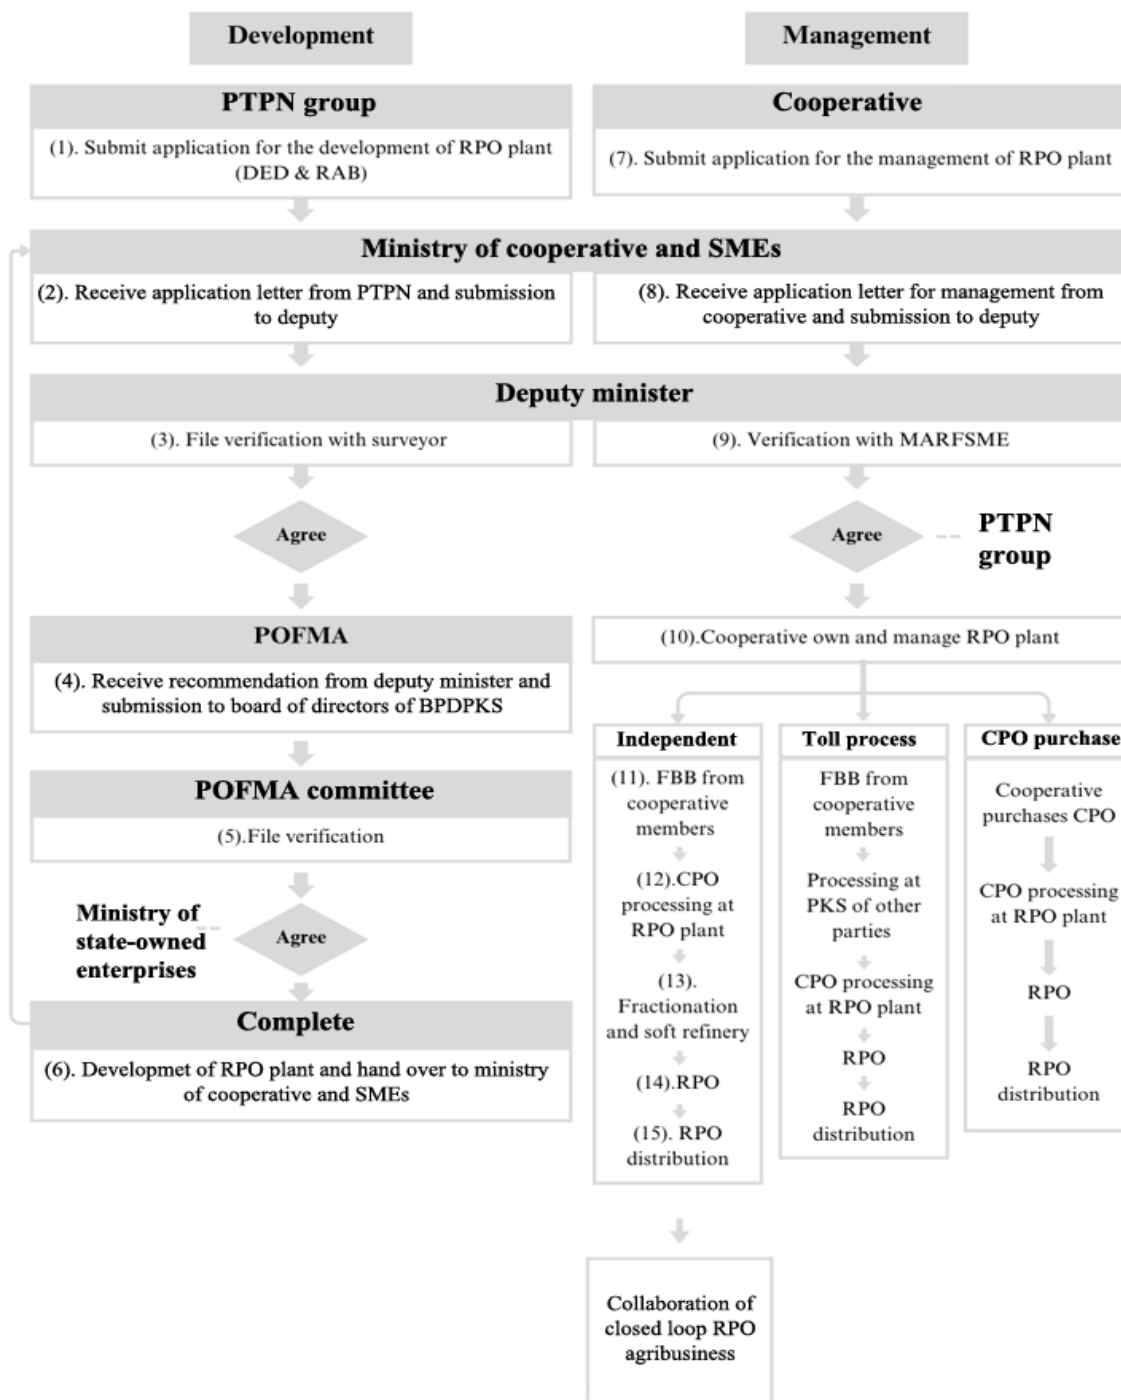 Development
Management
PTPN group
(1). Submit application for the development of RPO plant
(DED & RAB)
Cooperative
(7). Submit application for the management of RPO plant
Ministry of cooperative and SMEs
(2). Receive application letter from PTPN and submission
to deputy
(8). Receive application letter for management from
cooperative and submission to deputy
Deputy minister
(3). File verification with surveyor
(9). Verification with MARFSME
Agree
Agree
PTPN
group
POFMA
(4). Receive recommendation from deputy minister and
submission to board of directors of BPDPKS
(10).Cooperative own and manage RPO plant
POFMA committee
(5).File verification
Ministry of
state-owned
enterprises
Agree
Complete
(6). Developmet of RPO plant and hand over to ministry
of cooperative and SMEs
Independent
(11). FBB from
cooperative
members
(12).CPO
processing at
RPO plant
(13).
Fractionation
and soft refinery
(14).RPO
(15). RPO
distribution
Toll process
FBB from
cooperative
members
Processing at
PKS of other
parties
CPO processing
at RPO plant
RPO
RPO
distribution
CPO purchase
Cooperative
purchases CPO
CPO processing
at RPO plant
RPO
RPO
distribution
Collaboration of
closed loop RPO
agribusiness